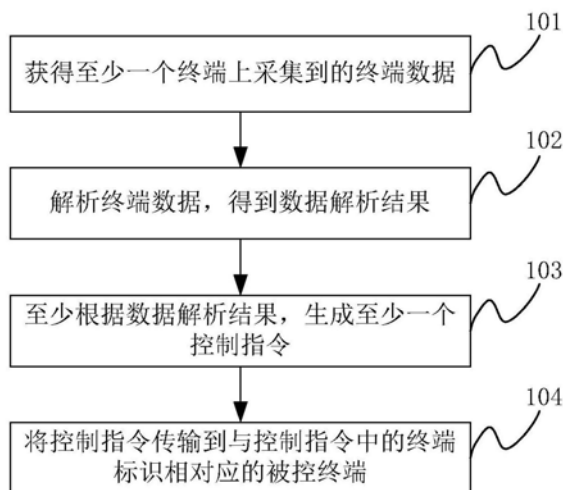 101
获得至少一个终端上采集到的终端数据
102
解析终端数据，得到数据解析结果
103
至少根据数据解析结果，生成至少一个
控制指令
104
将控制指令传输到与控制指令中的终端
标识相对应的被控终端